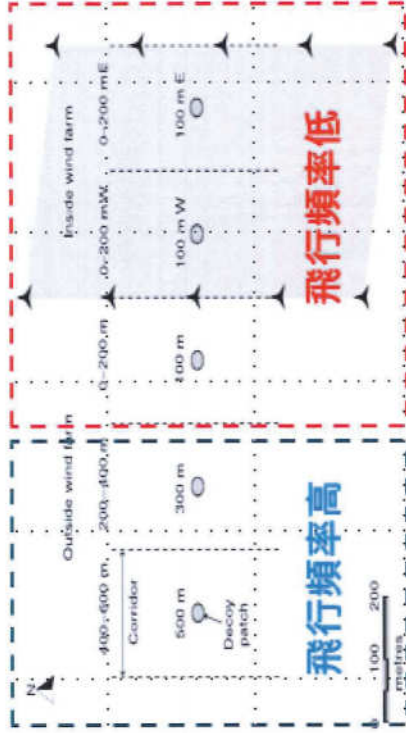 N
Outside wind farm
Inside wind farm
400-600 m
200-400 m
0-200 m
0-200 mW
0-200 mE
Corridor
500 m
300 m
100 m
100 m W
100 m E
Decoy
patch
飛行頻率高
飛行頻率低
0 100 200
metres